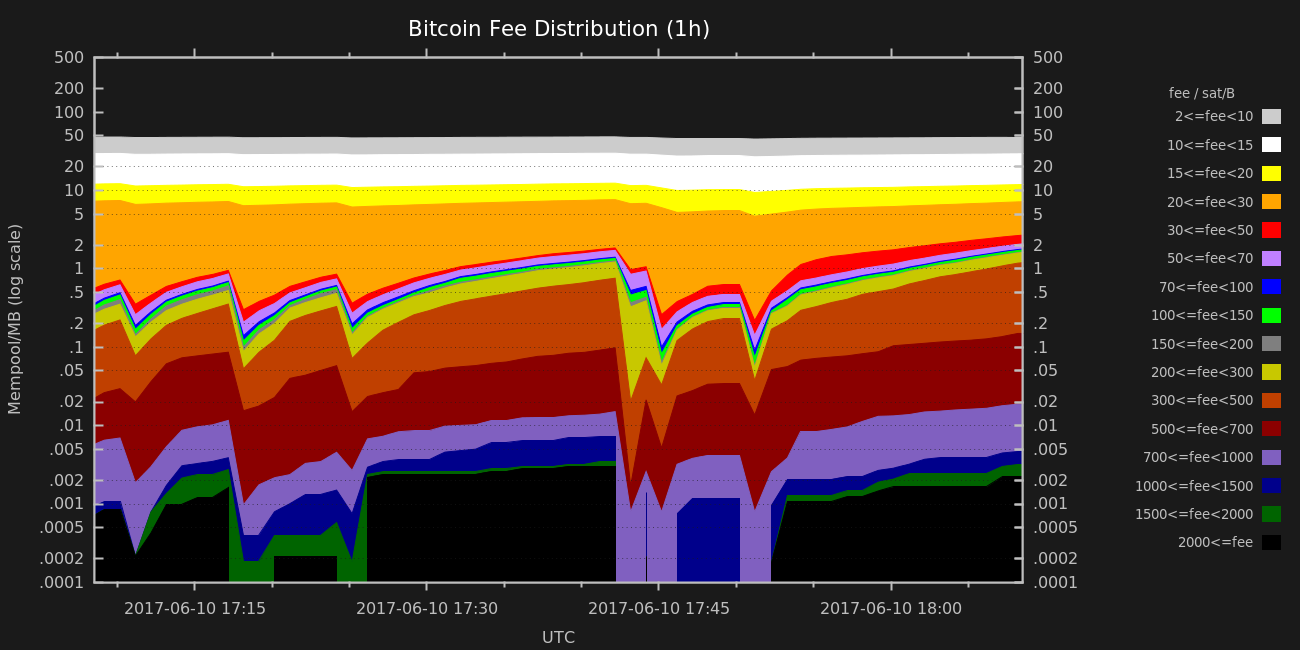 Bitcoin Fee Distribution (1h)
500 500
200 200
100 100
50 50
20 20
10 10
5 5
2 2
1 1
.5 .5
.2 .2
.1 .1
.05 .05
.02 .02
.01 .01
.005 .005
.002 .002
.001 .001
.0005 .0005
.0002 .0002
.0001 .0001
Mempool/MB (log scale)
2017-06-10 17:15 2017-06-10 17:30 2017-06-10 17:45 2017-06-10 18:00
UTC
fee / sat/B
2<=fee<10
10<=fee<15
15<=fee<20
20<=fee<30
30<=fee<50
50<=fee<70
70<=fee<100
100<=fee<150
150<=fee<200
200<=fee<300
300<=fee<500
500<=fee<700
700<=fee<1000
1000<=fee<1500
1500<=fee<2000
2000<=fee